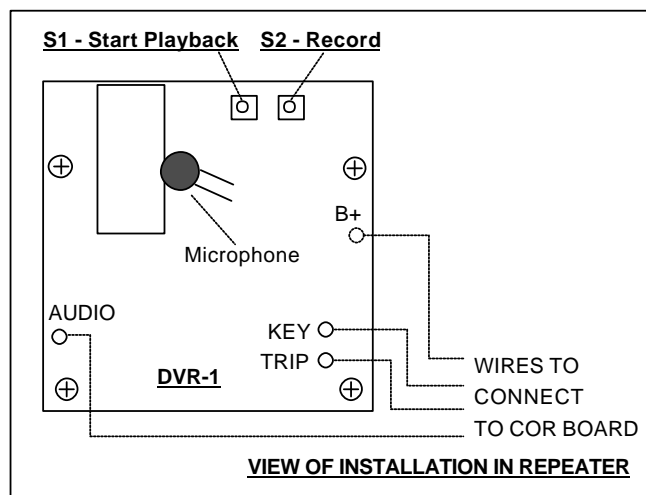 S1 - Start Playback
S2 - Record
B+
Microphone
AUDIO
KEY
TRIP
DVR-1
WIRES TO
CONNECT
TO COR BOARD
VIEW OF INSTALLATION IN REPEATER